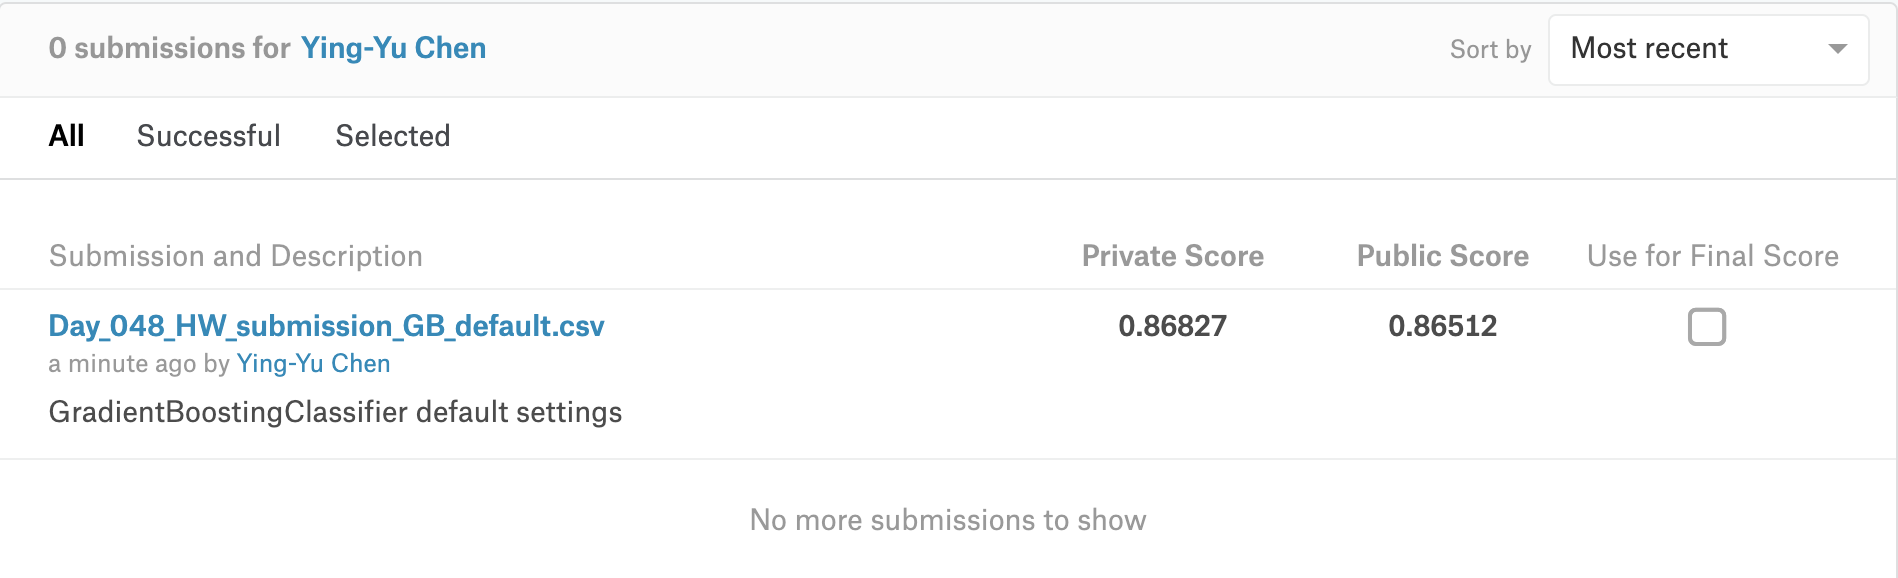 0 submissions for Ying-Yu Chen Sort by Most recent
All Successful Selected
Submission and Description Private Score Public Score Use for Final Score
Day_048_HW_submission_GB_default.csv 0.86827 0.86512
a minute ago by Ying-Yu Chen
GradientBoostingClassifier default settings
No more submissions to show